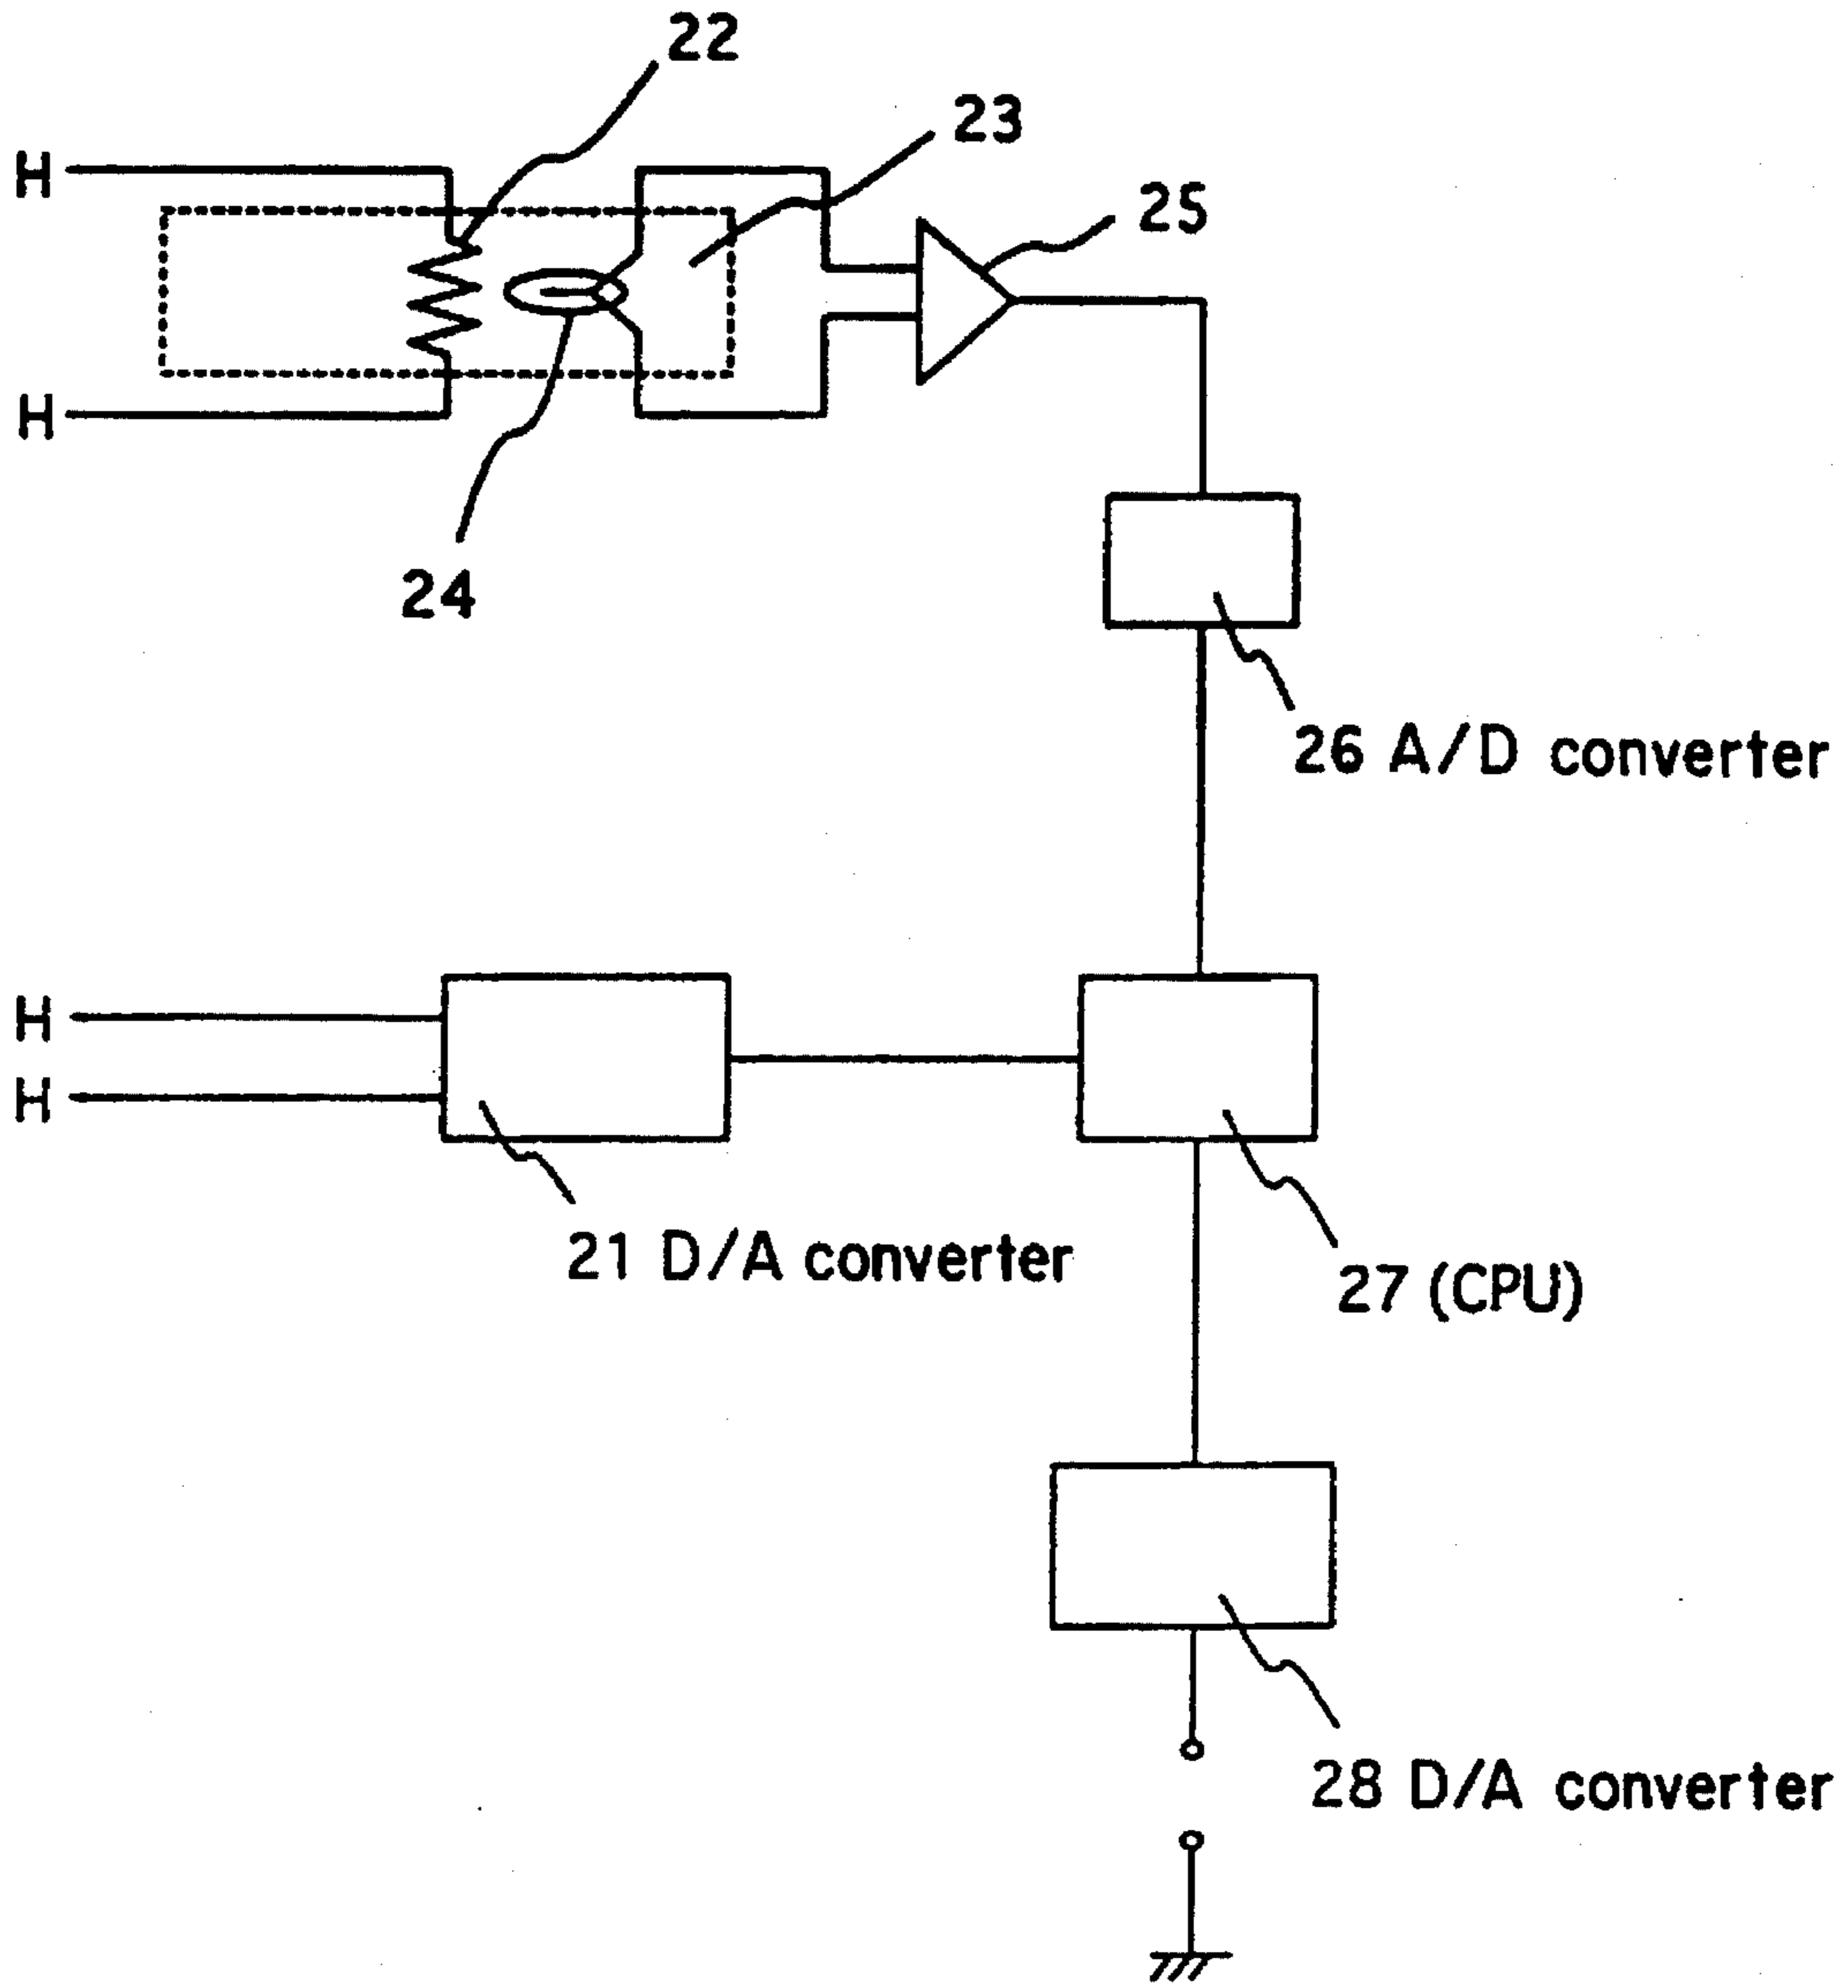 22
23
H
25
H
24
26 A/D converter
H
H
21 D/A converter
27 (CPU)
28 D/A converter